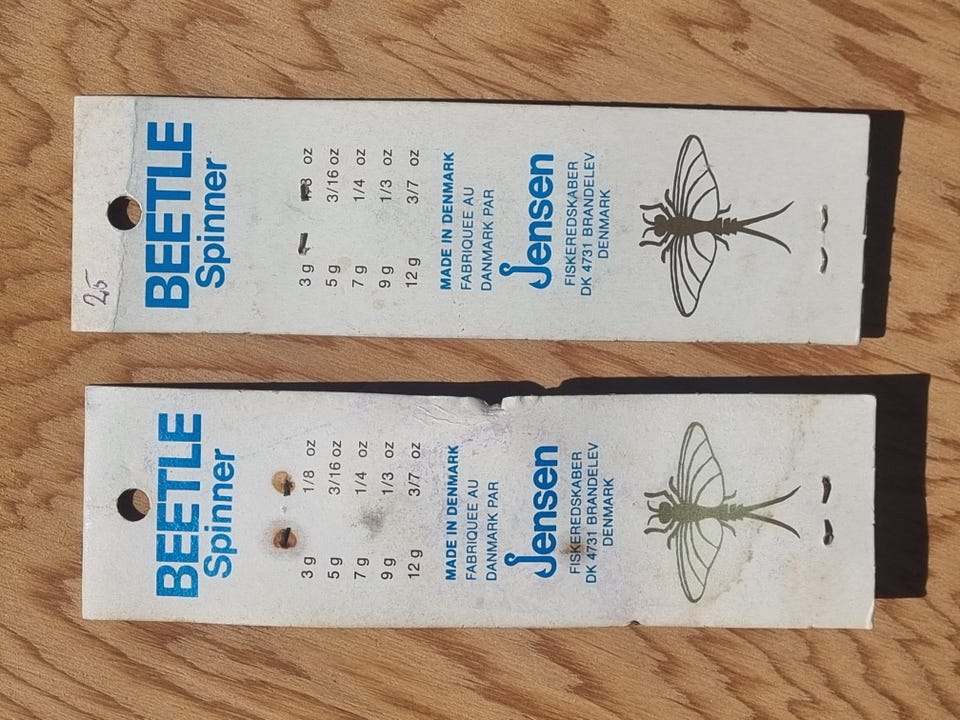 25
BEETLE
Spinner
3 g 1/8 oz
5 g 3/16 oz
7 g 1/4 oz
9 g 1/3 oz
12 g 3/7 oz
MADE IN DENMARK
FABRIQUEE AU
DANMARK PAR
Jensen
FISKEREDSKABER
DK 4731 BRANDELEV
DENMARK
BEETLE
Spinner
3 g 1/8 oz
5 g 3/16 oz
7 g 1/4 oz
9 g 1/3 oz
12 g 3/7 oz
MADE IN DENMARK
FABRIQUEE AU
DANMARK PAR
Jensen
FISKEREDSKABER
DK 4731 BRANDELEV
DENMARK